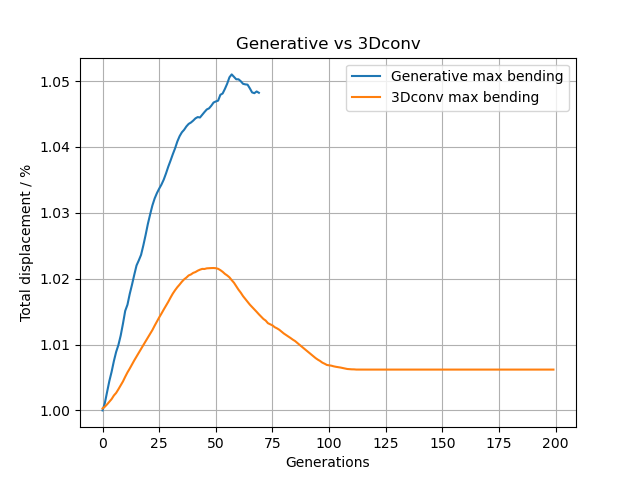 Generative vs 3Dconv
Generative max bending
3Dconv max bending
Total displacement / %
1.05
1.04
1.03
1.02
1.01
1.00
0 25 50 75 100 125 150 175 200
Generations